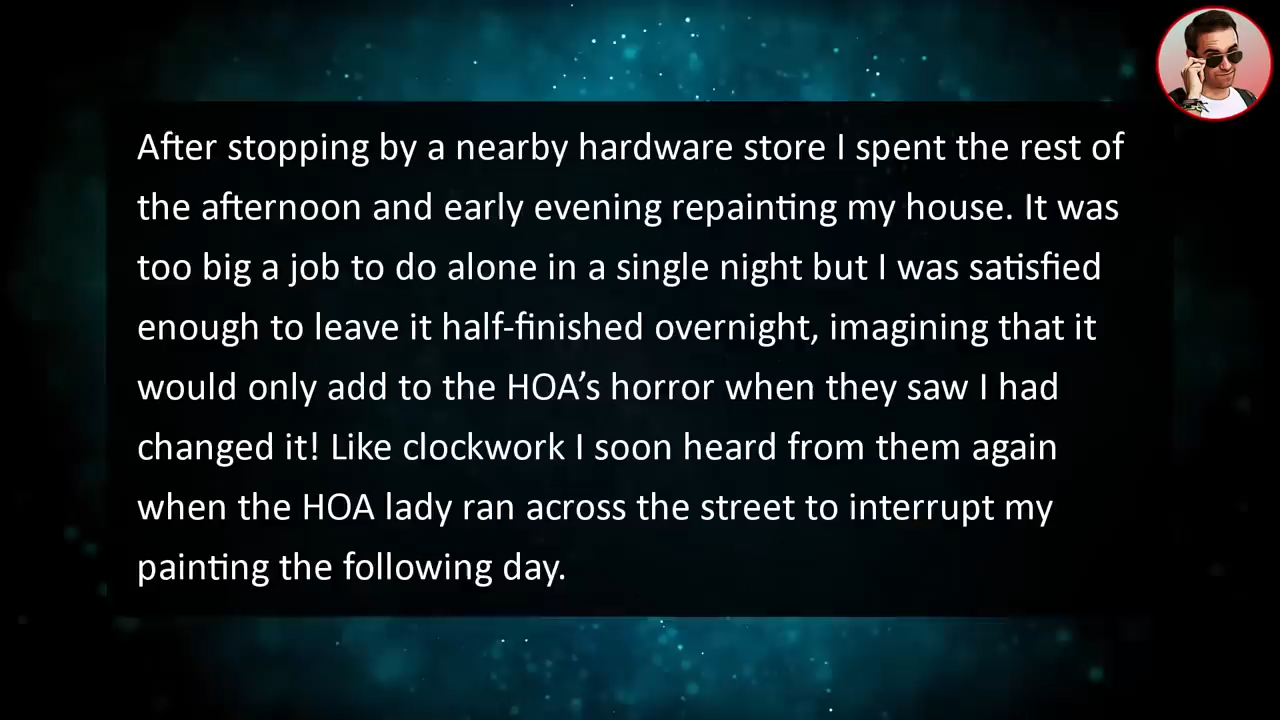 After stopping by a nearby hardware store I spent the rest of
the afternoon and early evening repainting my house. It was
too big a job to do alone in a single night but I was satisfied
enough to leave it half-finished overnight, imagining that it
would only add to the HOA’s horror when they saw I had
changed it! Like clockwork I soon heard from them again
when the HOA lady ran across the street to interrupt my
painting the following day.